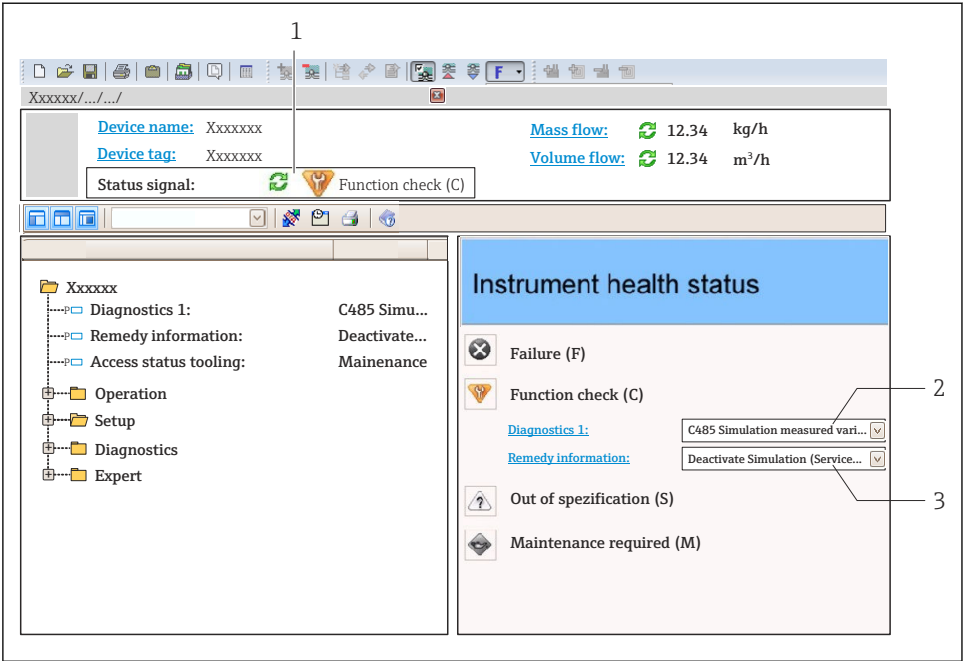 1
F
Xxxxxx/.../.../
Device name: Xxxxxxx
Mass flow: 12.34 kg/h
Device tag: Xxxxxxx
Volume flow: 12.34 m³/h
Status signal: Function check (C)
Instrument health status
Xxxxxx
Diagnostics 1: C485 Simu...
Remedy information: Deactivate...
Access status tooling: Mainenance
Operation
Setup
Diagnostics
Expert
Failure (F)
Function check (C)
Diagnostics 1: C485 Simulation measured vari...
2
Remedy information: Deactivate Simulation (Service...
3
Out of spezification (S)
Maintenance required (M)